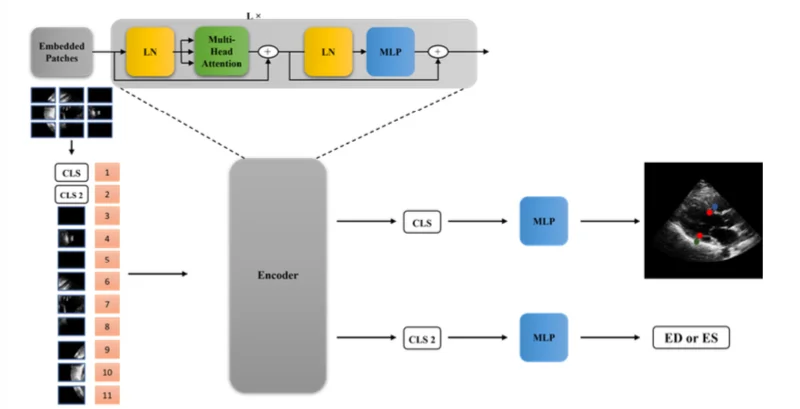 L ×
Embedded
Patches
LN
Multi-
Head
Attention
+
LN
MLP
+
CLS
1
CLS 2
2
3
4
5
6
7
8
9
10
11
Encoder
CLS
MLP
CLS 2
MLP
ED or ES